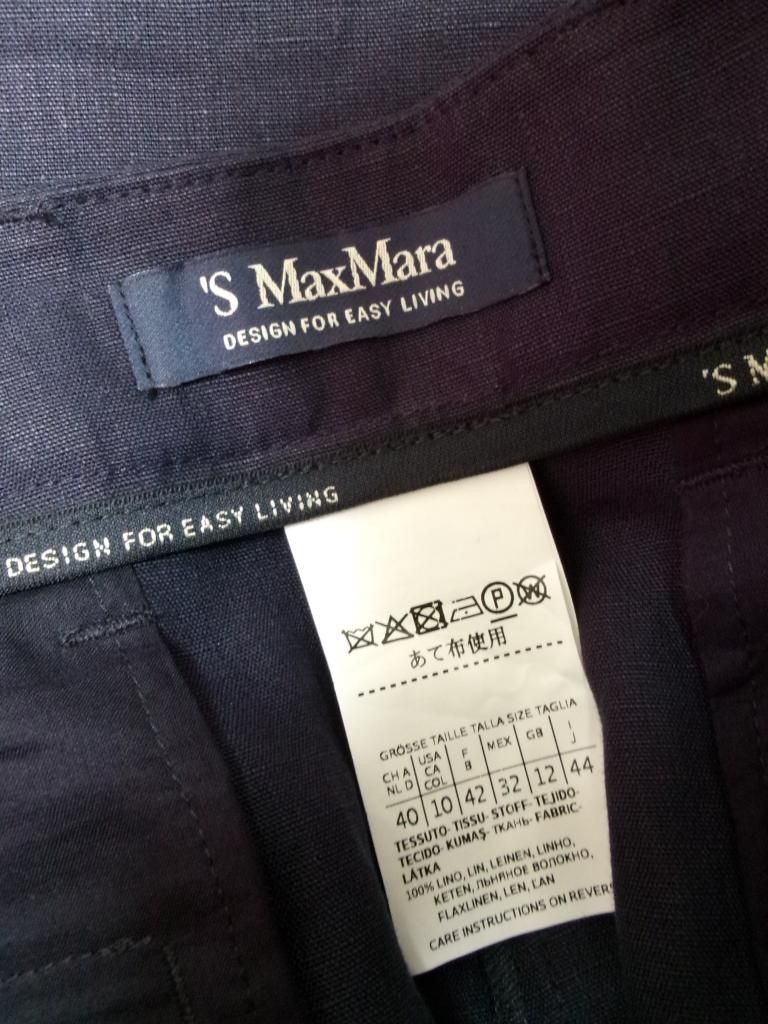 'S MaxMara
DESIGN FOR EASY LIVING
'S M
DESIGN FOR EASY LIVING
P W
あて布使用
GRÖSSE TAILLE TALLA SIZE TAGLIA
CH A NL D | USA CA COL | F B | MEX | GB | I J
40 | 10 | 42 | 32 | 12 | 44
TESSUTO- TISSU- STOFF- TEJIDO-
TECIDO- KUMAŞ- ТКАНЬ- FABRIC-
LÁTKA
100% LINO, LIN, LEINEN, LINHO,
KETEN, ЛЬНЯНОЕ ВОЛОКНО,
FLAXLINEN, LEN, ĽAN
CARE INSTRUCTIONS ON REVERS